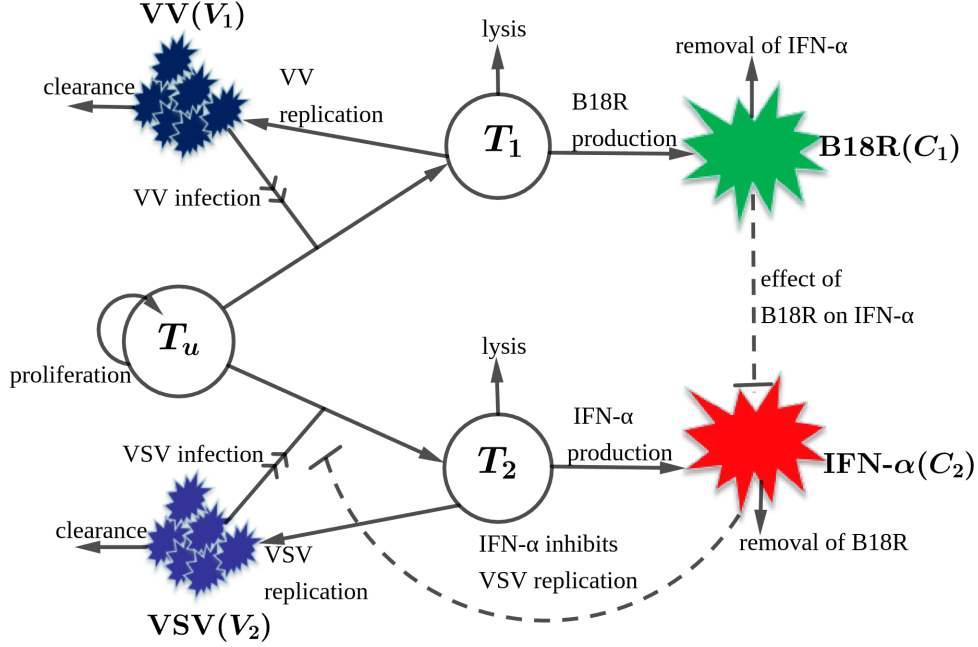 VV(V₁)
lysis
removal of IFN-α
clearance
VV
replication
B18R
production
T₁
B18R(C₁)
VV infection
effect of
B18R on IFN-α
Tᵤ
proliferation
lysis
IFN-α
production
VSV infection
T₂
IFN-α(C₂)
clearance
VSV
replication
IFN-α inhibits
VSV replication
removal of B18R
VSV(V₂)